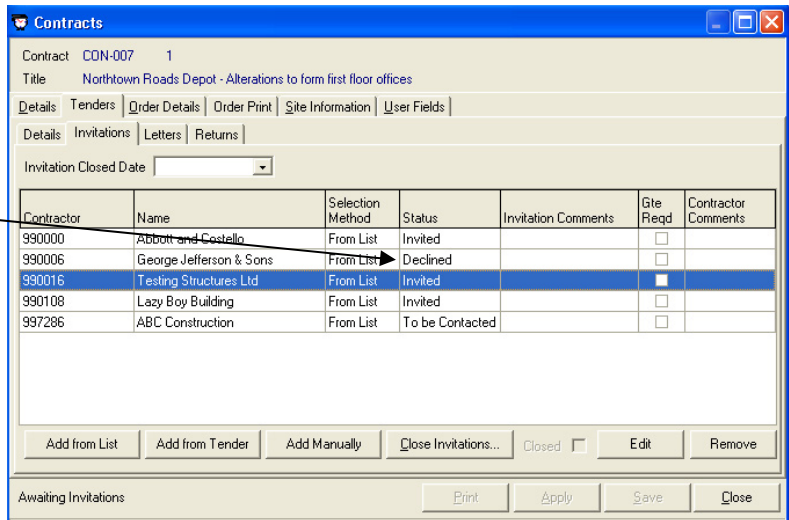 Contracts
Contract CON-007 1
Title Northtown Roads Depot - Alterations to form first floor offices
Details Tenders Order Details Order Print Site Information User Fields
Details Invitations Letters Returns
Invitation Closed Date
Contractor Name Selection Method Status Invitation Comments Gte Reqd Contractor Comments
990000 Abbott and Costello From List Invited
990006 George Jefferson & Sons From List Declined
990016 Testing Structures Ltd From List Invited
990108 Lazy Boy Building From List Invited
997286 ABC Construction From List To be Contacted
Add from List Add from Tender Add Manually Close Invitations... Closed Edit Remove
Awaiting Invitations Print Apply Save Close